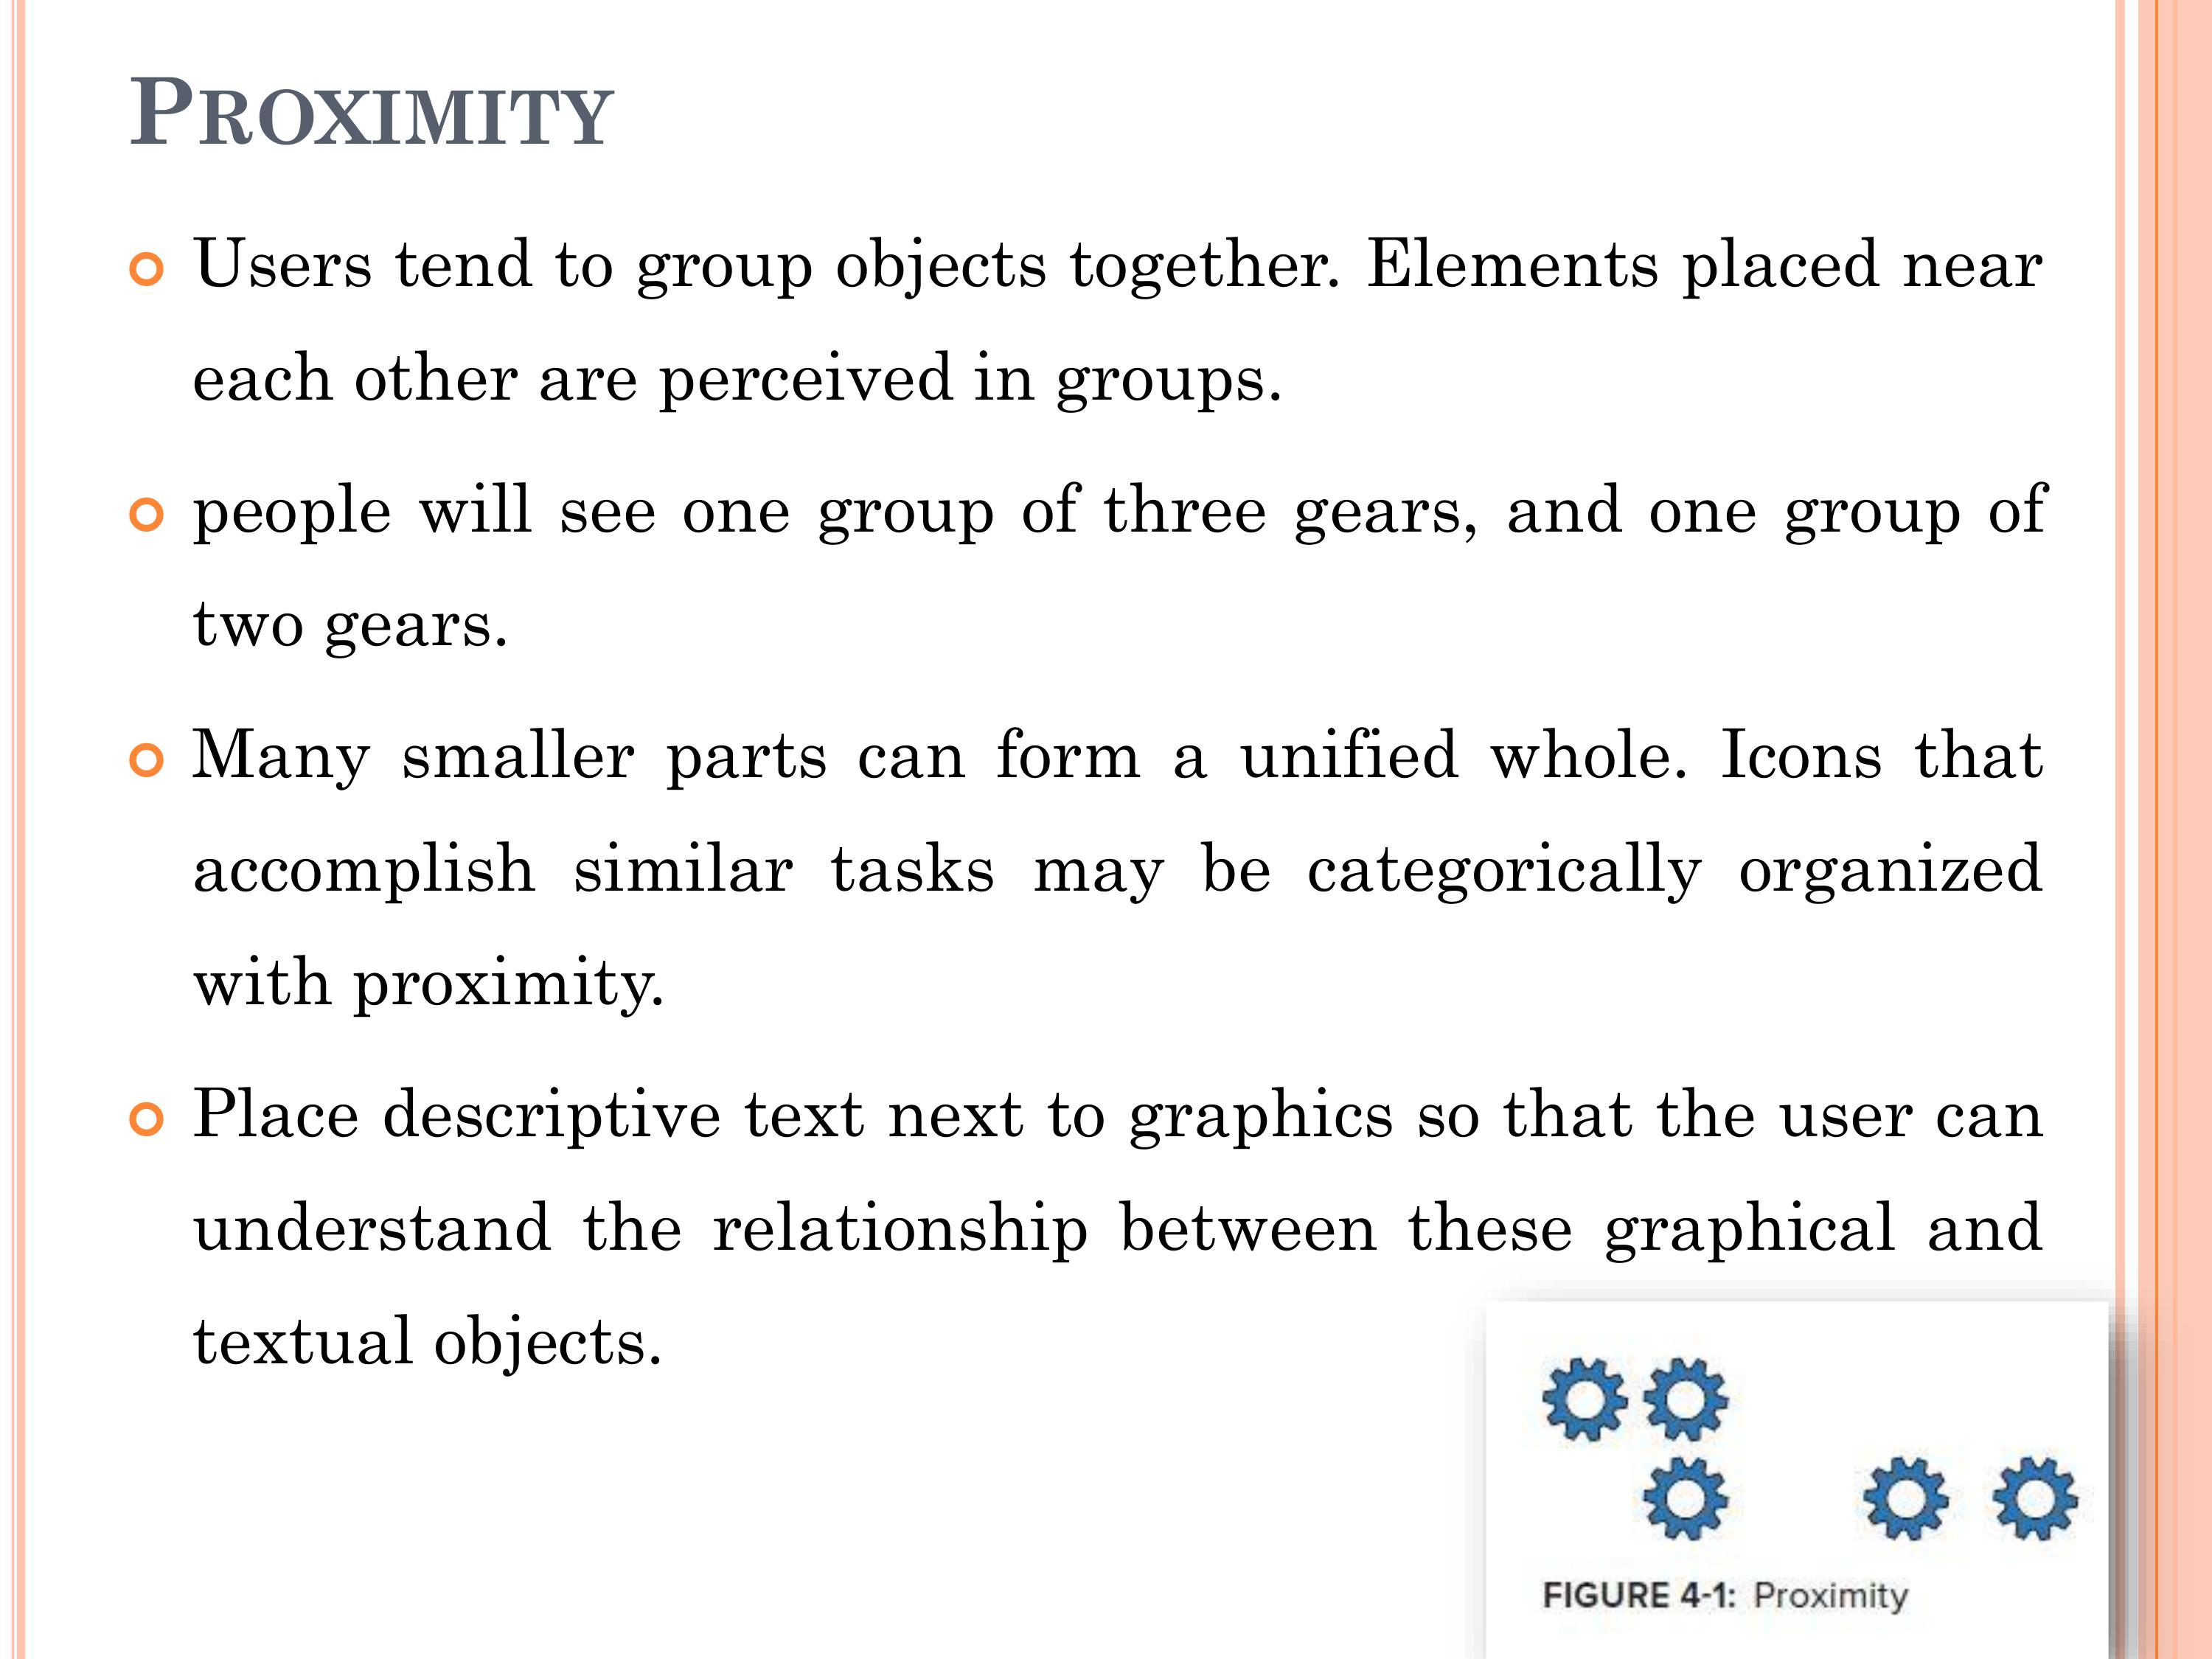 PROXIMITY
Users tend to group objects together. Elements placed near
each other are perceived in groups.
people will see one group of three gears, and one group of
two gears.
Many smaller parts can form a unified whole. Icons that
accomplish similar tasks may be categorically organized
with proximity.
Place descriptive text next to graphics so that the user can
understand the relationship between these graphical and
textual objects.
FIGURE 4-1: Proximity